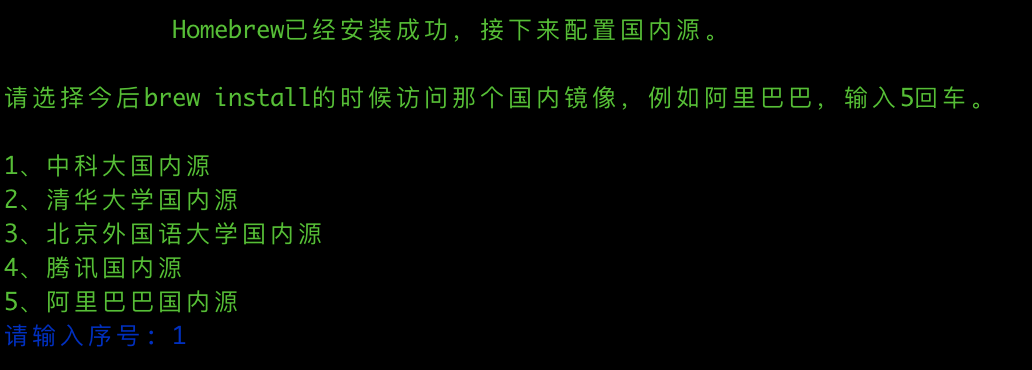 Homebrew已经安装成功，接下来配置国内源。
请选择今后brew install的时候访问那个国内镜像，例如阿里巴巴，输入5回车。
1、中科大国内源
2、清华大学国内源
3、北京外国语大学国内源
4、腾讯国内源
5、阿里巴巴国内源
请输入序号：1